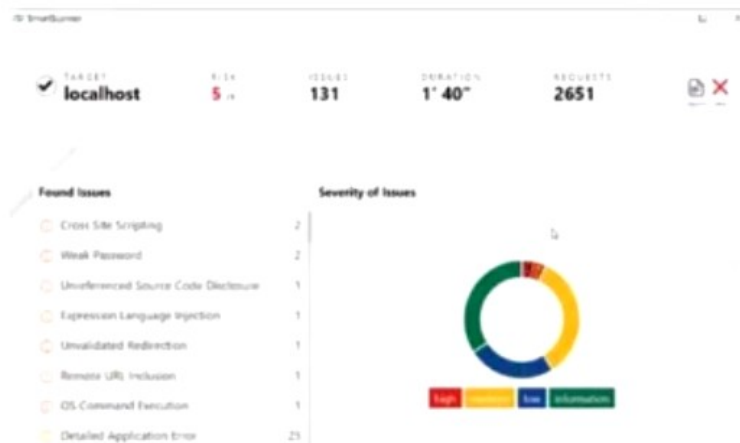 SmartScanner
TARGET RISK ISSUES DURATION REQUESTS
localhost 5 131 1' 40" 2651
Found Issues Severity of Issues
Cross Site Scripting 2
Weak Password 2
Unreferenced Source Code Disclosure 1
Expression Language Injection 1
Unvalidated Redirection 1
Remote URL Inclusion 1
OS Command Execution 1
Detailed Application Error 25
high medium low information